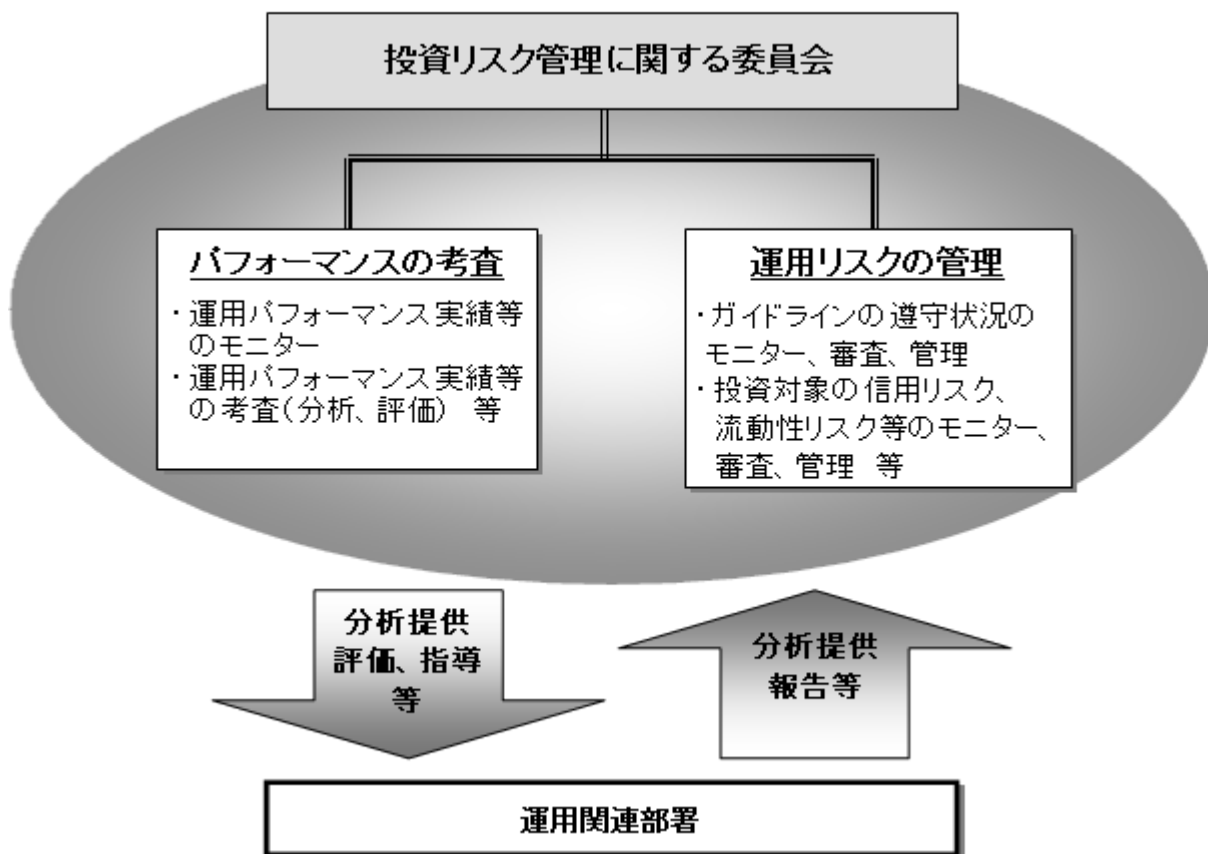 投資リスク管理に関する委員会
パフォーマンスの考査
・運用パフォーマンス実績等
のモニター
・運用パフォーマンス実績等
の考査(分析、評価) 等
運用リスクの管理
・ガイドラインの遵守状況の
モニター、審査、管理
・投資対象の信用リスク、
流動性リスク等のモニター、
審査、管理 等
分析提供
評価、指導
等
分析提供
報告等
運用関連部署